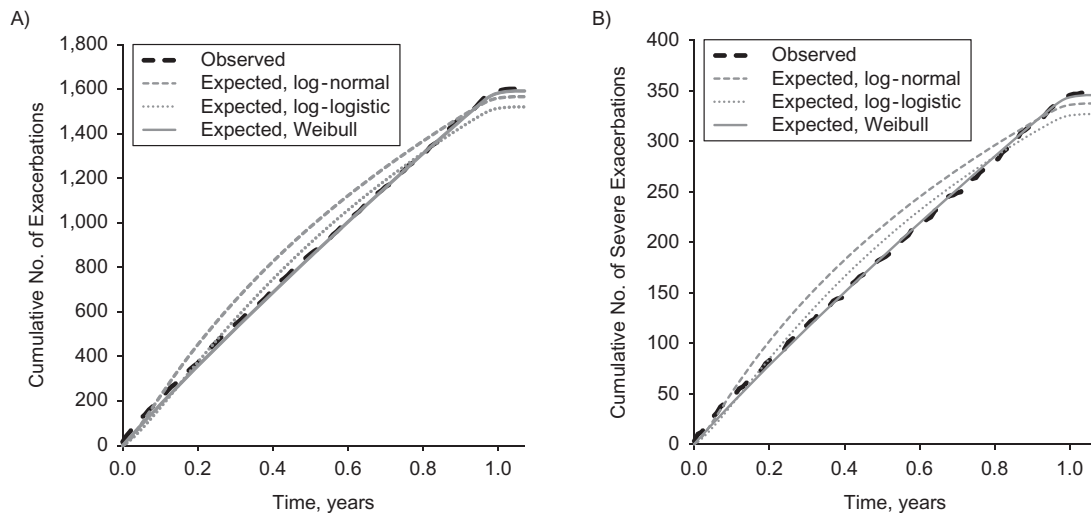 A)
Cumulative No. of Exacerbations
1,800
1,600
1,400
1,200
1,000
800
600
400
200
0
Observed
Expected, log-normal
Expected, log-logistic
Expected, Weibull
0.0 0.2 0.4 0.6 0.8 1.0
Time, years
B)
Cumulative No. of Severe Exacerbations
400
350
300
250
200
150
100
50
0
Observed
Expected, log-normal
Expected, log-logistic
Expected, Weibull
0.0 0.2 0.4 0.6 0.8 1.0
Time, years